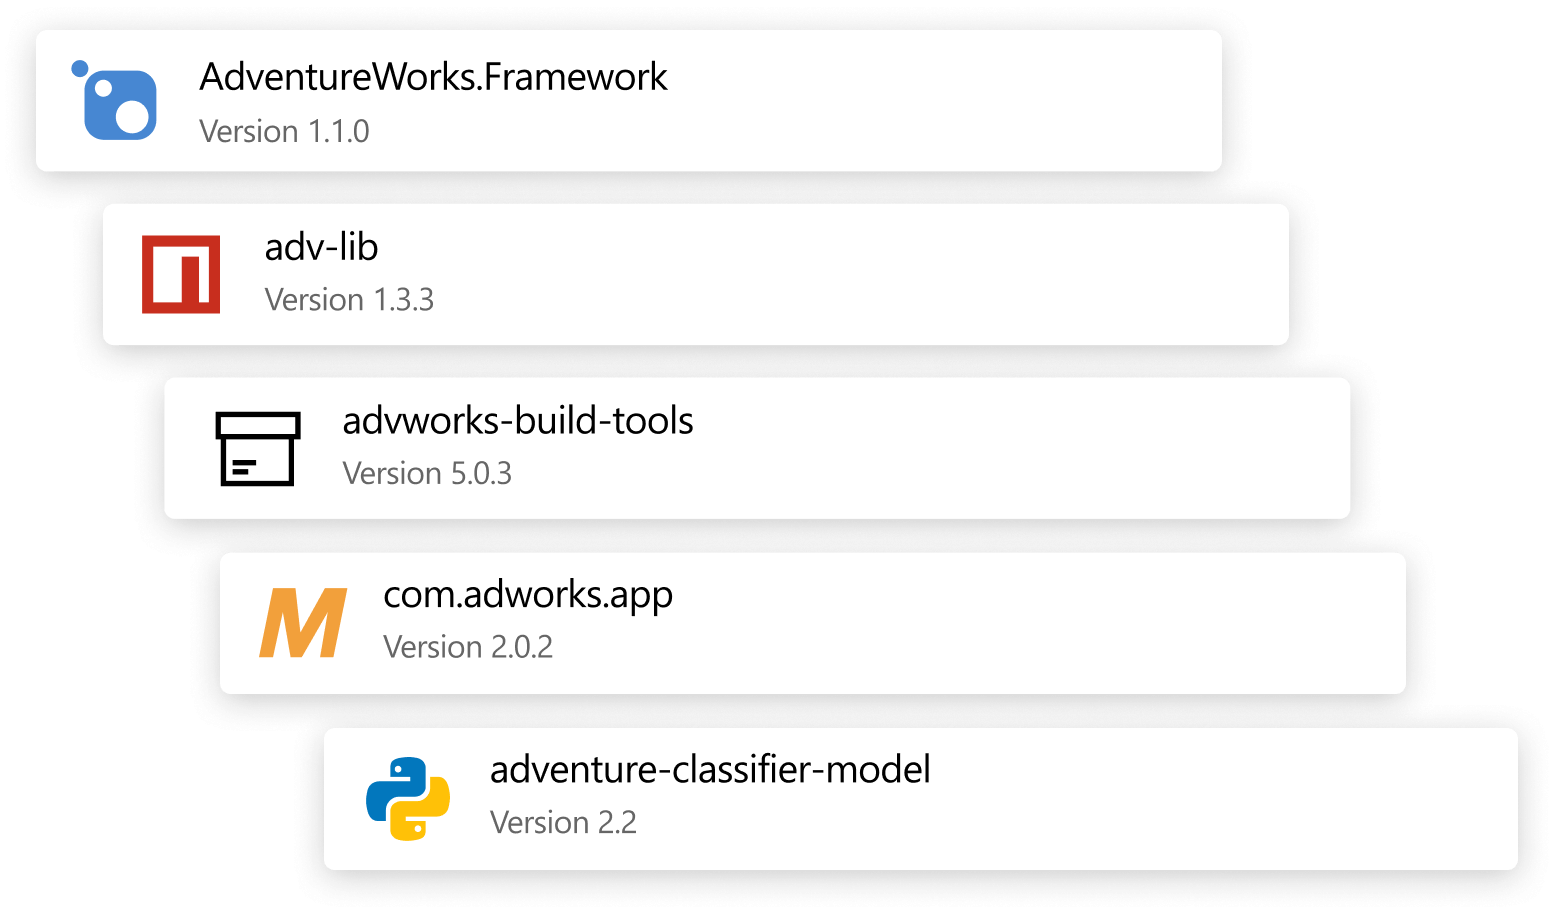 AdventureWorks.Framework
Version 1.1.0
adv-lib
Version 1.3.3
advworks-build-tools
Version 5.0.3
M
com.adworks.app
Version 2.0.2
adventure-classifier-model
Version 2.2